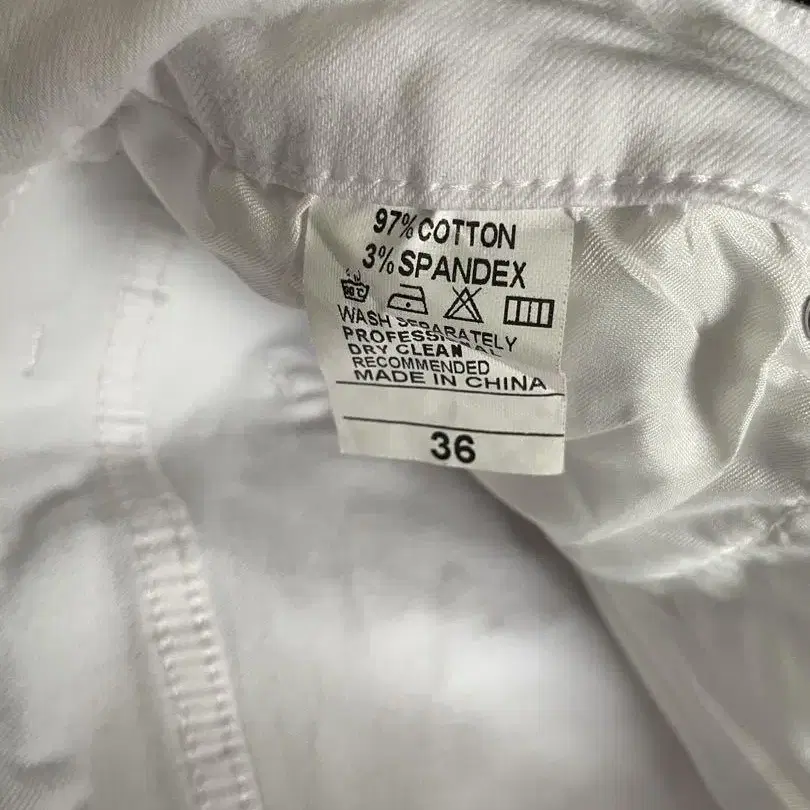 97% COTTON
3% SPANDEX
WASH SEPARATELY
PROFESSIONAL
DRY CLEAN
RECOMMENDED
MADE IN CHINA
36